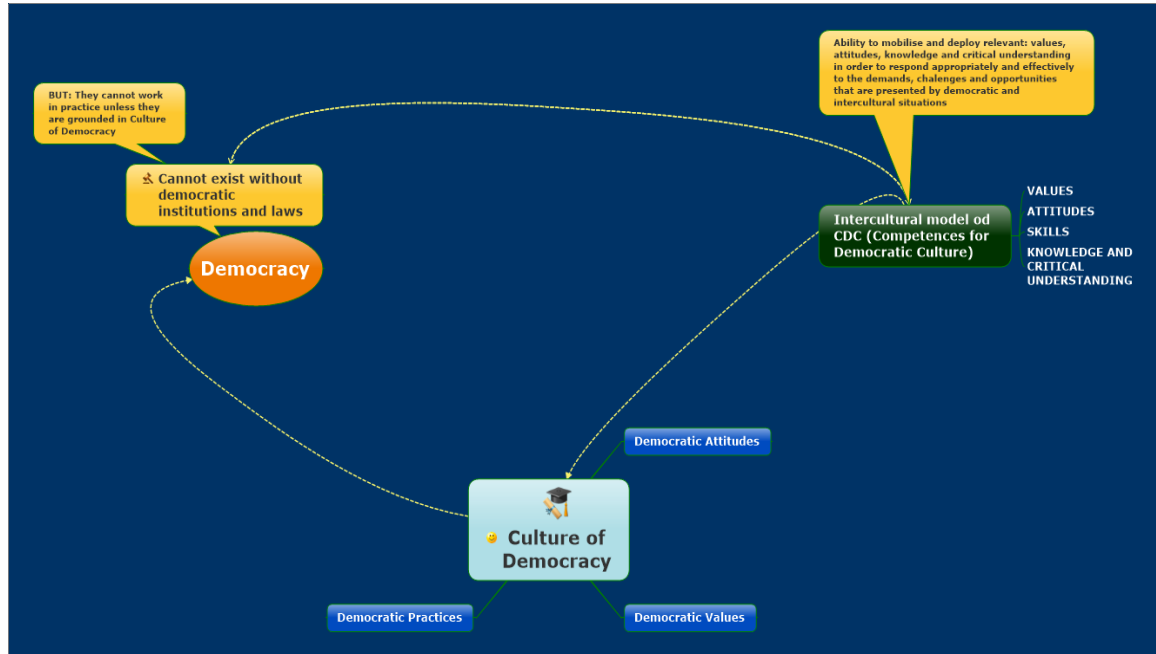 Ability to mobilise and deploy relevant: values,
attitudes, knowledge and critical understanding
in order to respond appropriately and effectively
to the demands, chalenges and opportunities
that are presented by democratic and
intercultural situations
BUT: They cannot work
in practice unless they
are grounded in Culture
of Democracy
Cannot exist without
democratic
institutions and laws
Democracy
Intercultural model od
CDC (Competences for
Democratic Culture)
VALUES
ATTITUDES
SKILLS
KNOWLEDGE AND
CRITICAL
UNDERSTANDING
Democratic Attitudes
Culture of
Democracy
Democratic Practices
Democratic Values